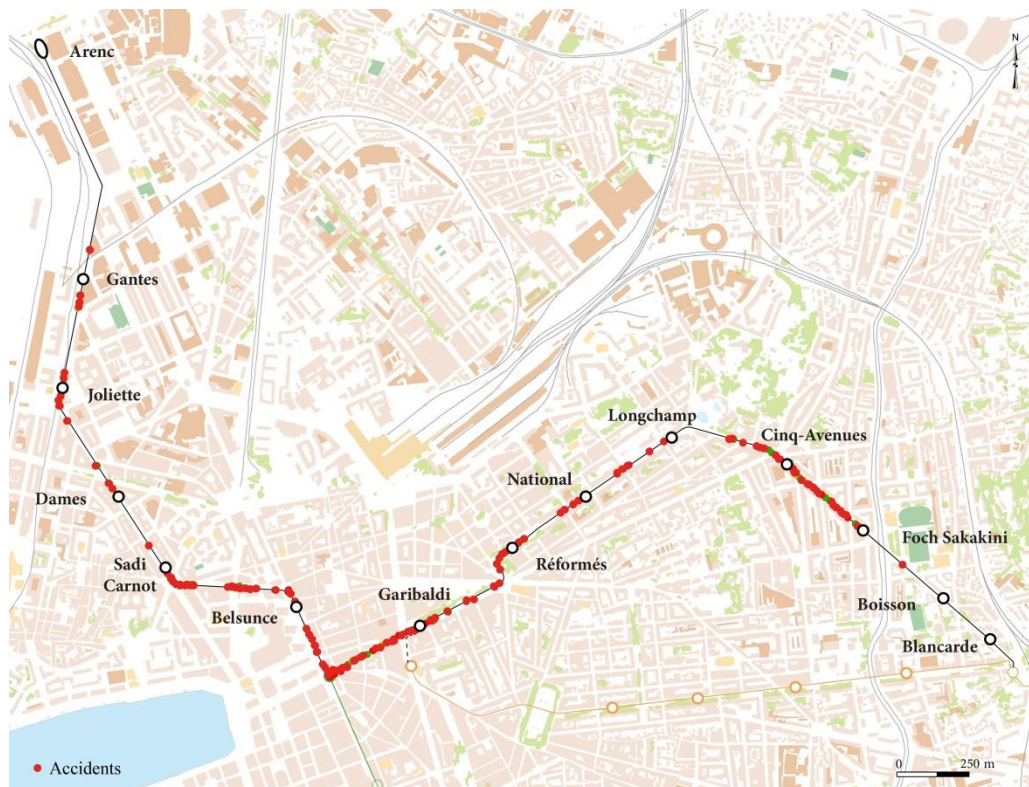 Arenc
N
Gantes
Joliette
Longchamp
Cinq-Avenues
National
Dames
Foch Sakakini
Sadi
Carnot
Réformés
Garibaldi
Belsunce
Boisson
Blancarde
Accidents
0 250 m